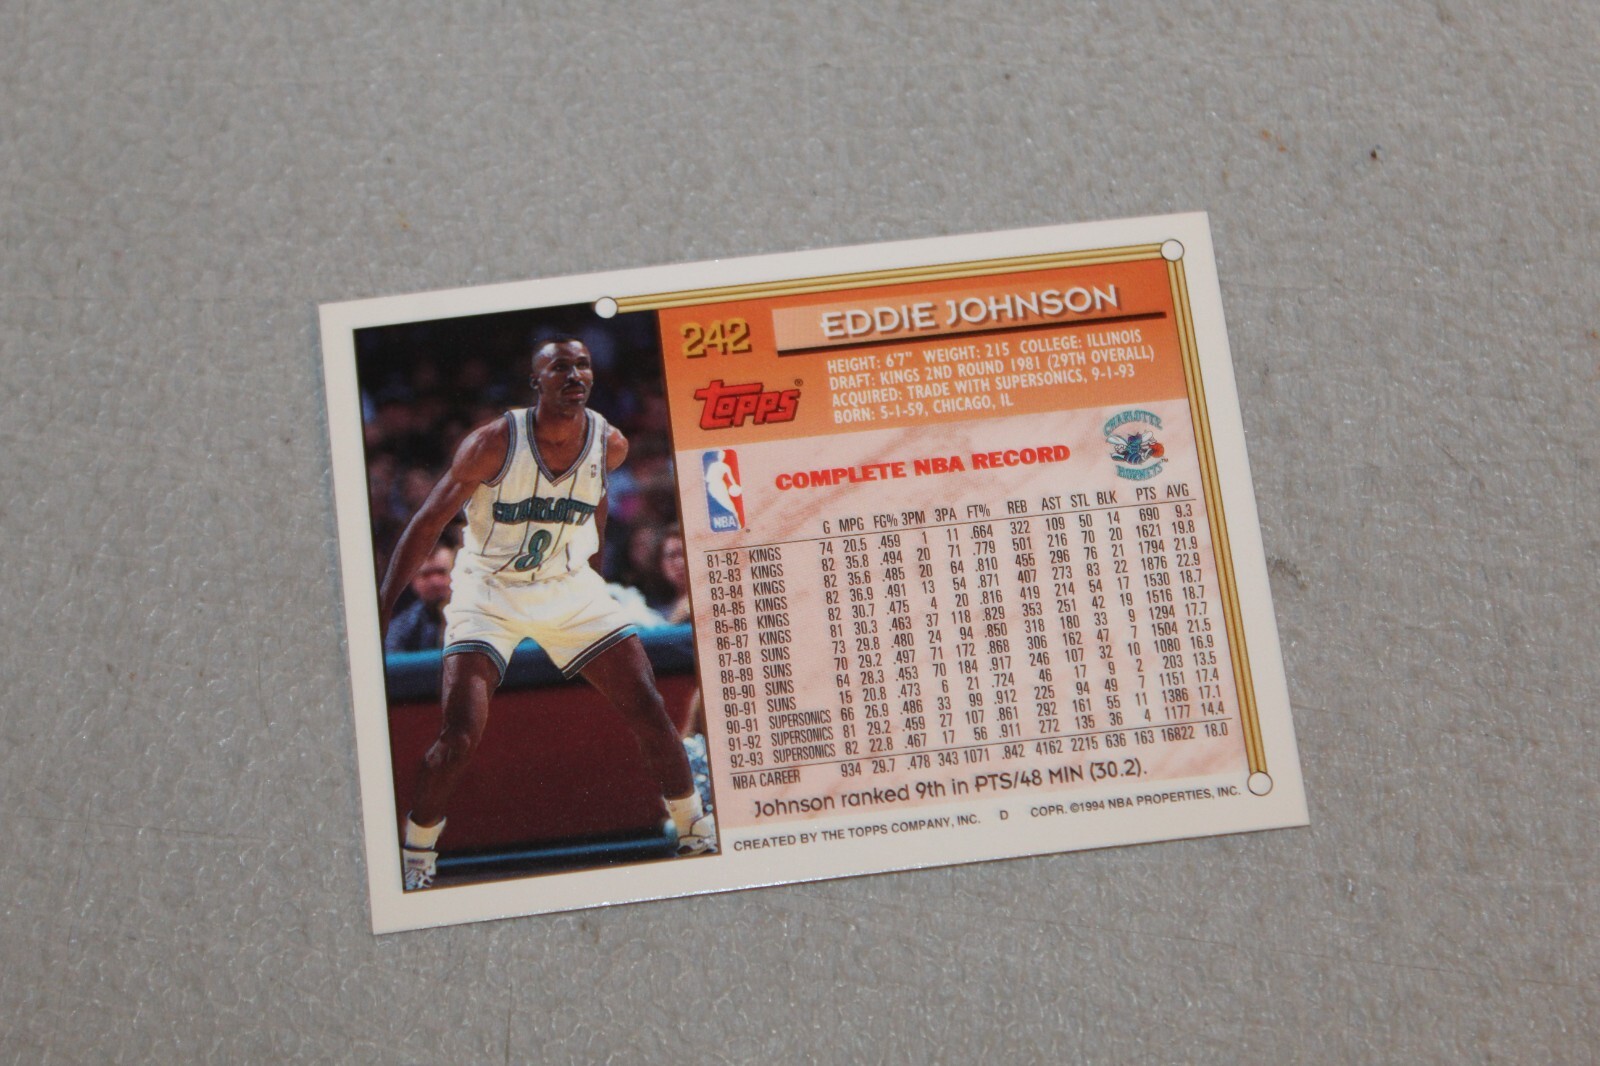 242
EDDIE JOHNSON
Topps®
HEIGHT: 6'7" WEIGHT: 215 COLLEGE: ILLINOIS
DRAFT: KINGS 2ND ROUND 1981 (29TH OVERALL)
ACQUIRED: TRADE WITH SUPERSONICS, 9-1-93
BORN: 5-1-59, CHICAGO, IL
CHARLOTTE
HORNETS
COMPLETE NBA RECORD
NBA
G MPG FG% 3PM 3PA FT% REB AST STL BLK PTS AVG
81-82 KINGS 74 20.5 .459 1 11 .664 322 109 50 14 690 9.3
82-83 KINGS 82 35.8 .494 20 71 .779 501 216 70 20 1621 19.8
83-84 KINGS 82 35.6 .485 20 64 .810 455 296 76 21 1794 21.9
84-85 KINGS 82 36.9 .491 13 54 .871 407 273 83 22 1876 22.9
85-86 KINGS 82 30.7 .475 4 20 .816 419 214 54 17 1530 18.7
86-87 KINGS 81 30.3 .463 37 118 .829 353 251 42 19 1516 18.7
87-88 SUNS 73 29.8 .480 24 94 .850 318 180 33 9 1294 17.7
88-89 SUNS 70 29.2 .497 71 172 .868 306 162 47 7 1504 21.5
89-90 SUNS 64 28.3 .453 70 184 .917 246 107 32 10 1080 16.9
90-91 SUNS 15 20.8 .473 6 21 .724 46 17 9 2 203 13.5
90-91 SUPERSONICS 66 26.9 .486 33 99 .912 225 94 49 7 1151 17.4
91-92 SUPERSONICS 81 29.2 .459 27 107 .861 292 161 55 11 1386 17.1
92-93 SUPERSONICS 82 22.8 .467 17 56 .911 272 135 36 4 1177 14.4
NBA CAREER 934 29.7 .478 343 1071 .842 4162 2215 636 163 16822 18.0
Johnson ranked 9th in PTS/48 MIN (30.2).
CREATED BY THE TOPPS COMPANY, INC. D COPR. ©1994 NBA PROPERTIES, INC.
CHARLOTTE
8